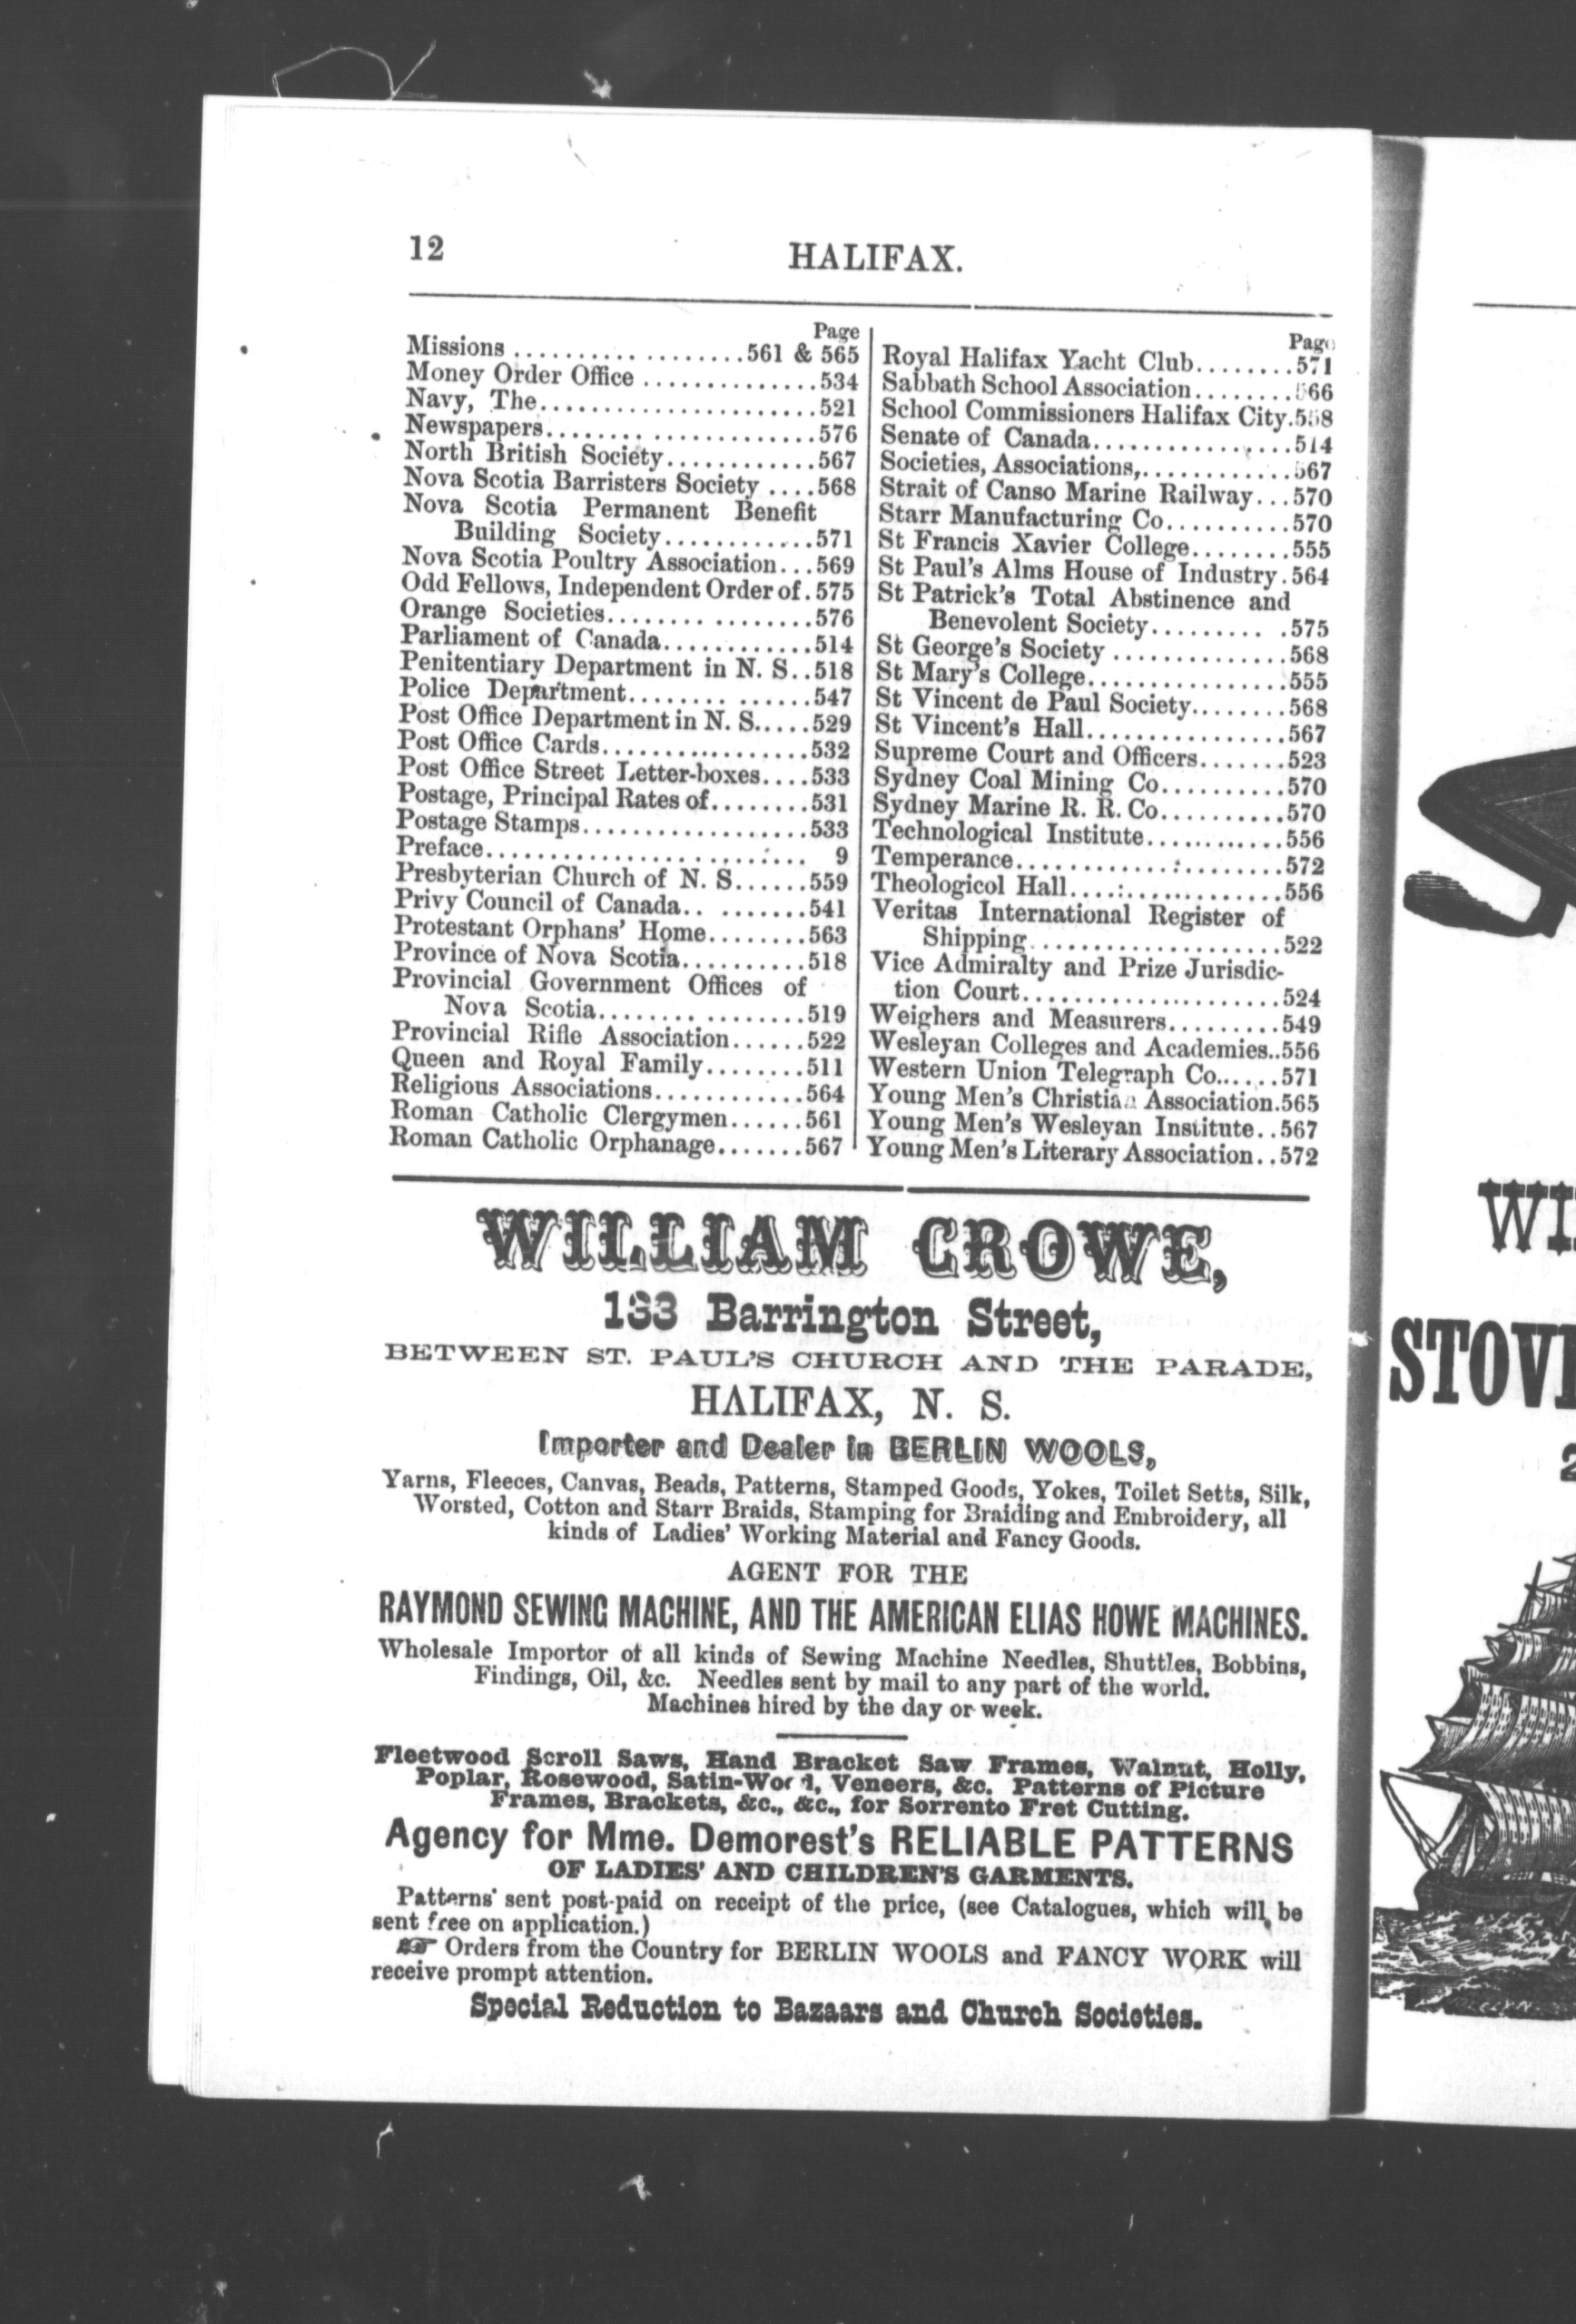 12 HALIFAX.
Page
Missions .................. 561 & 565
Money Order Office .............. 534
Navy, The ..................... 521
Newspapers ..................... 576
North British Society ............ 567
Nova Scotia Barristers Society .... 568
Nova Scotia Permanent Benefit
Building Society ............ 571
Nova Scotia Poultry Association ... 569
Odd Fellows, Independent Order of . 575
Orange Societies ................ 576
Parliament of Canada ............ 514
Penitentiary Department in N. S .. 518
Police Department .............. 547
Post Office Department in N. S ..... 529
Post Office Cards ................ 532
Post Office Street Letter-boxes .... 533
Postage, Principal Rates of ........ 531
Postage Stamps .................. 533
Preface ......................... 9
Presbyterian Church of N. S ...... 559
Privy Council of Canada ......... 541
Protestant Orphans' Home ........ 563
Province of Nova Scotia .......... 518
Provincial Government Offices of
Nova Scotia ................ 519
Provincial Rifle Association ...... 522
Queen and Royal Family ........ 511
Religious Associations ............ 564
Roman Catholic Clergymen ...... 561
Roman Catholic Orphanage ....... 567
Page
Royal Halifax Yacht Club ........ 571
Sabbath School Association ........ 566
School Commissioners Halifax City . 558
Senate of Canada ............... 514
Societies, Associations, ............ 567
Strait of Canso Marine Railway ... 570
Starr Manufacturing Co .......... 570
St Francis Xavier College ........ 555
St Paul's Alms House of Industry . 564
St Patrick's Total Abstinence and
Benevolent Society .......... 575
St George's Society .............. 568
St Mary's College ................ 555
St Vincent de Paul Society ........ 568
St Vincent's Hall ................ 567
Supreme Court and Officers ....... 523
Sydney Coal Mining Co .......... 570
Sydney Marine R. R. Co .......... 570
Technological Institute ............ 556
Temperance .................... 572
Theologicol Hall ................ 556
Veritas International Register of
Shipping .................... 522
Vice Admiralty and Prize Jurisdic-
tion Court .................... 524
Weighers and Measurers ......... 549
Wesleyan Colleges and Academies .. 556
Western Union Telegraph Co ...... 571
Young Men's Christian Association . 565
Young Men's Wesleyan Institute .. 567
Young Men's Literary Association .. 572
WILLIAM CROWE,
133 Barrington Street,
BETWEEN ST. PAUL'S CHURCH AND THE PARADE,
HALIFAX, N. S.
Importer and Dealer in BERLIN WOOLS,
Yarns, Fleeces, Canvas, Beads, Patterns, Stamped Goods, Yokes, Toilet Setts, Silk,
Worsted, Cotton and Starr Braids, Stamping for Braiding and Embroidery, all
kinds of Ladies' Working Material and Fancy Goods.
AGENT FOR THE
RAYMOND SEWING MACHINE, AND THE AMERICAN ELIAS HOWE MACHINES.
Wholesale Importor of all kinds of Sewing Machine Needles, Shuttles, Bobbins,
Findings, Oil, &c. Needles sent by mail to any part of the world.
Machines hired by the day or week.
Fleetwood Scroll Saws, Hand Bracket Saw Frames, Walnut, Holly,
Poplar, Rosewood, Satin-Wood, Veneers, &c. Patterns of Picture
Frames, Brackets, &c., &c., for Sorrento Fret Cutting.
Agency for Mme. Demorest's RELIABLE PATTERNS
OF LADIES' AND CHILDREN'S GARMENTS.
Patterns sent post-paid on receipt of the price, (see Catalogues, which will be
sent free on application.)
☞ Orders from the Country for BERLIN WOOLS and FANCY WORK will
receive prompt attention.
Special Reduction to Bazaars and Church Societies.